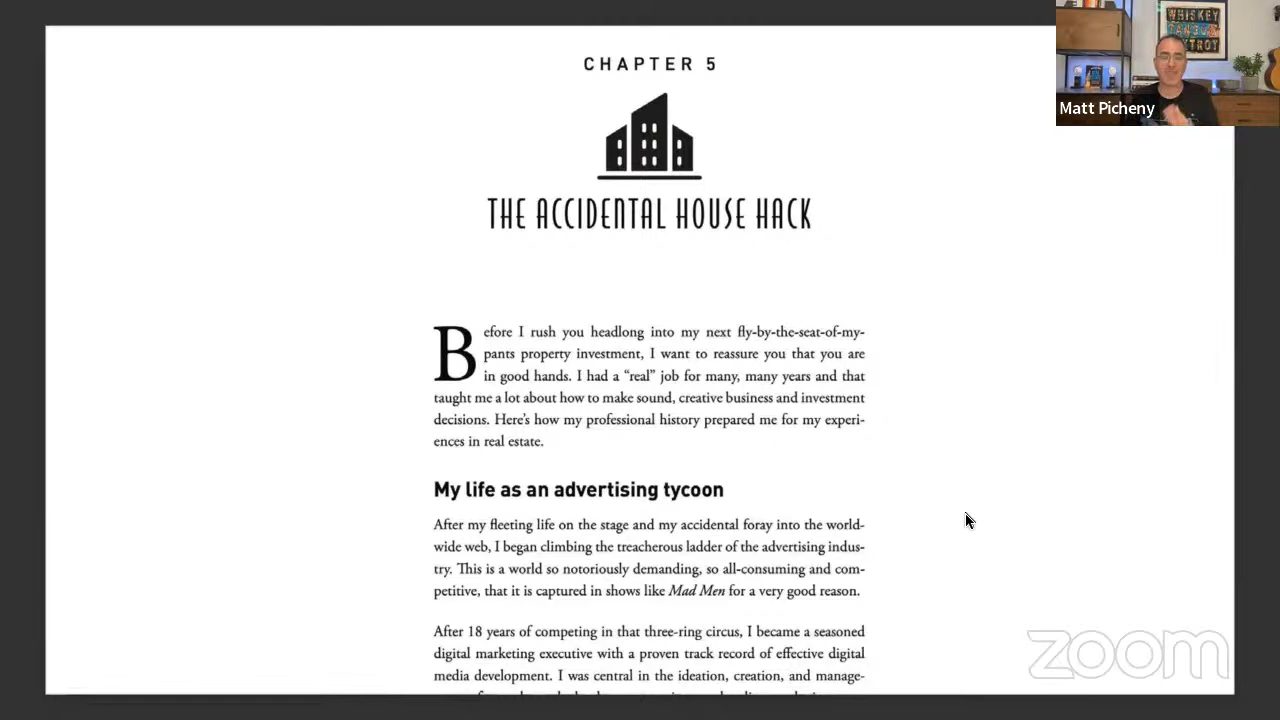 CHAPTER 5
THE ACCIDENTAL HOUSE HACK
Before I rush you headlong into my next fly-by-the-seat-of-my-
pants property investment, I want to reassure you that you are
in good hands. I had a “real” job for many, many years and that
taught me a lot about how to make sound, creative business and investment
decisions. Here’s how my professional history prepared me for my experi-
ences in real estate.
My life as an advertising tycoon
After my fleeting life on the stage and my accidental foray into the world-
wide web, I began climbing the treacherous ladder of the advertising indus-
try. This is a world so notoriously demanding, so all-consuming and com-
petitive, that it is captured in shows like Mad Men for a very good reason.
After 18 years of competing in that three-ring circus, I became a seasoned
digital marketing executive with a proven track record of effective digital
media development. I was central in the ideation, creation, and manage-
WHISKEY
TANGO
FOXTROT
Matt Picheny
zoom